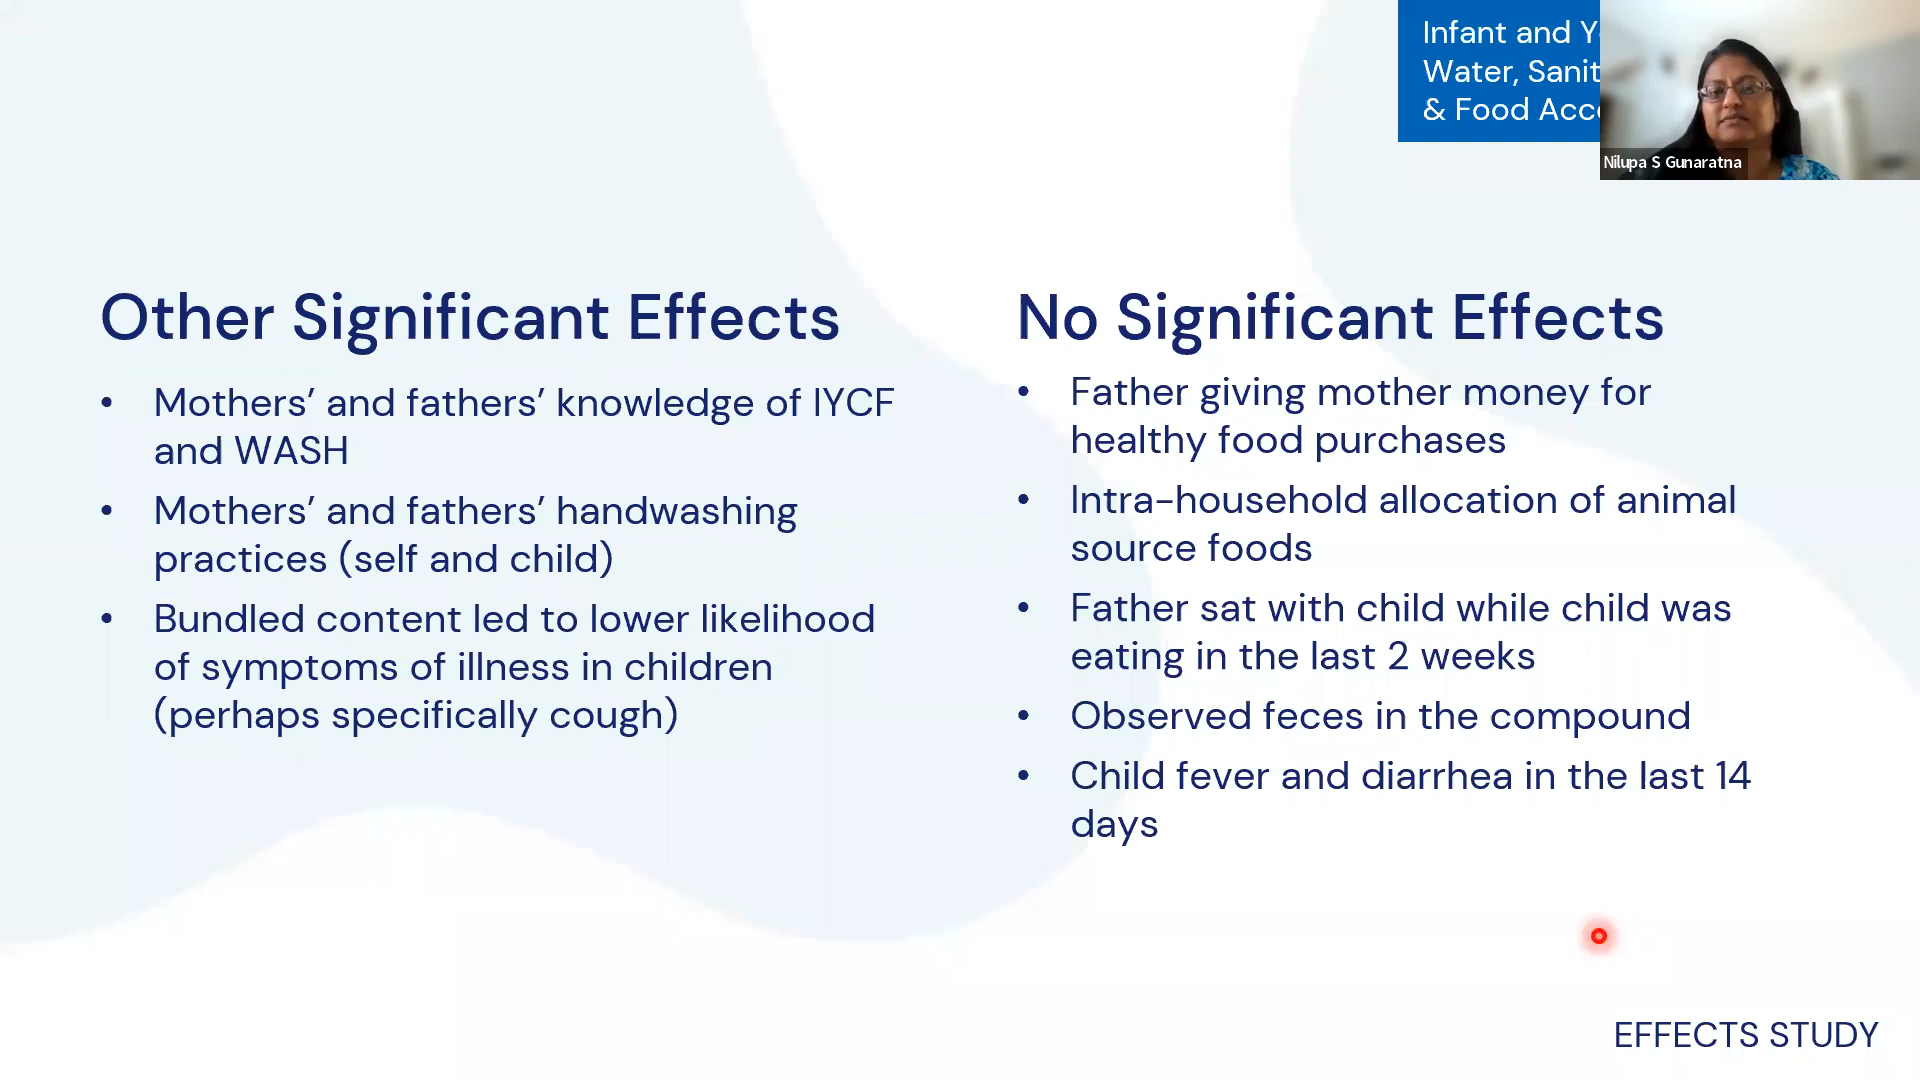 Infant and
Water,
& Food
Nilupa S Gunaratna
Other Significant Effects
• Mothers’ and fathers’ knowledge of IYCF
and WASH
• Mothers’ and fathers’ handwashing
practices (self and child)
• Bundled content led to lower likelihood
of symptoms of illness in children
(perhaps specifically cough)
No Significant Effects
• Father giving mother money for
healthy food purchases
• Intra-household allocation of animal
source foods
• Father sat with child while child was
eating in the last 2 weeks
• Observed feces in the compound
• Child fever and diarrhea in the last 14
days
EFFECTS STUDY